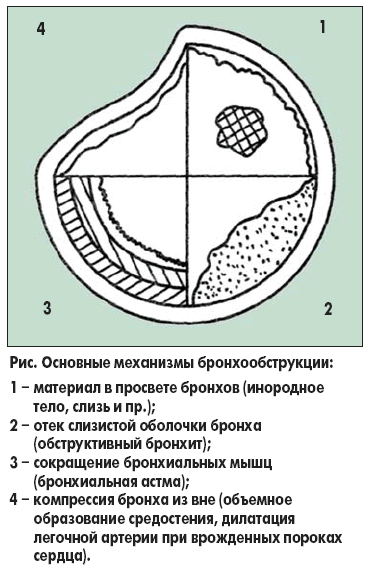 4 1
3 2
Рис. Основные механизмы бронхообструкции:
1 – материал в просвете бронхов (инородное
тело, слизь и пр.);
2 – отек слизистой оболочки бронха
(обструктивный бронхит);
3 – сокращение бронхиальных мышц
(бронхиальная астма);
4 – компрессия бронха из вне (объемное
образование средостения, дилатация
легочной артерии при врожденных пороках
сердца).